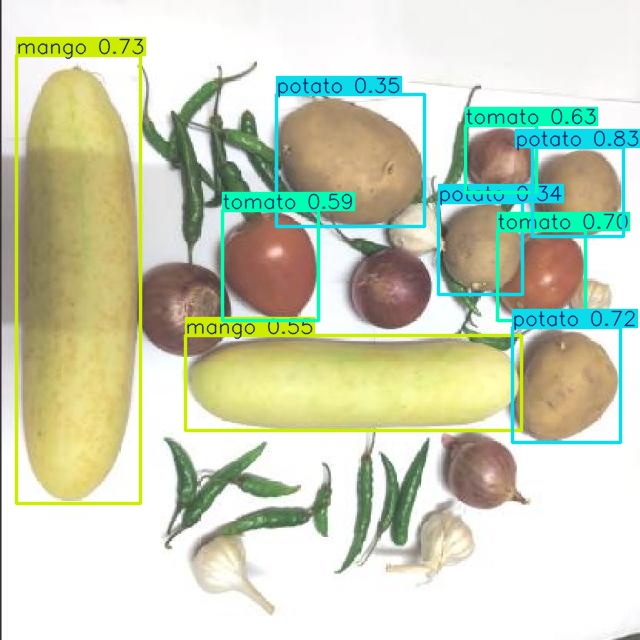 mango 0.73
potato 0.35
tomato 0.63
potato 0.83
tomato 0.59
potato 0.34
tomato 0.70
mango 0.55
potato 0.72